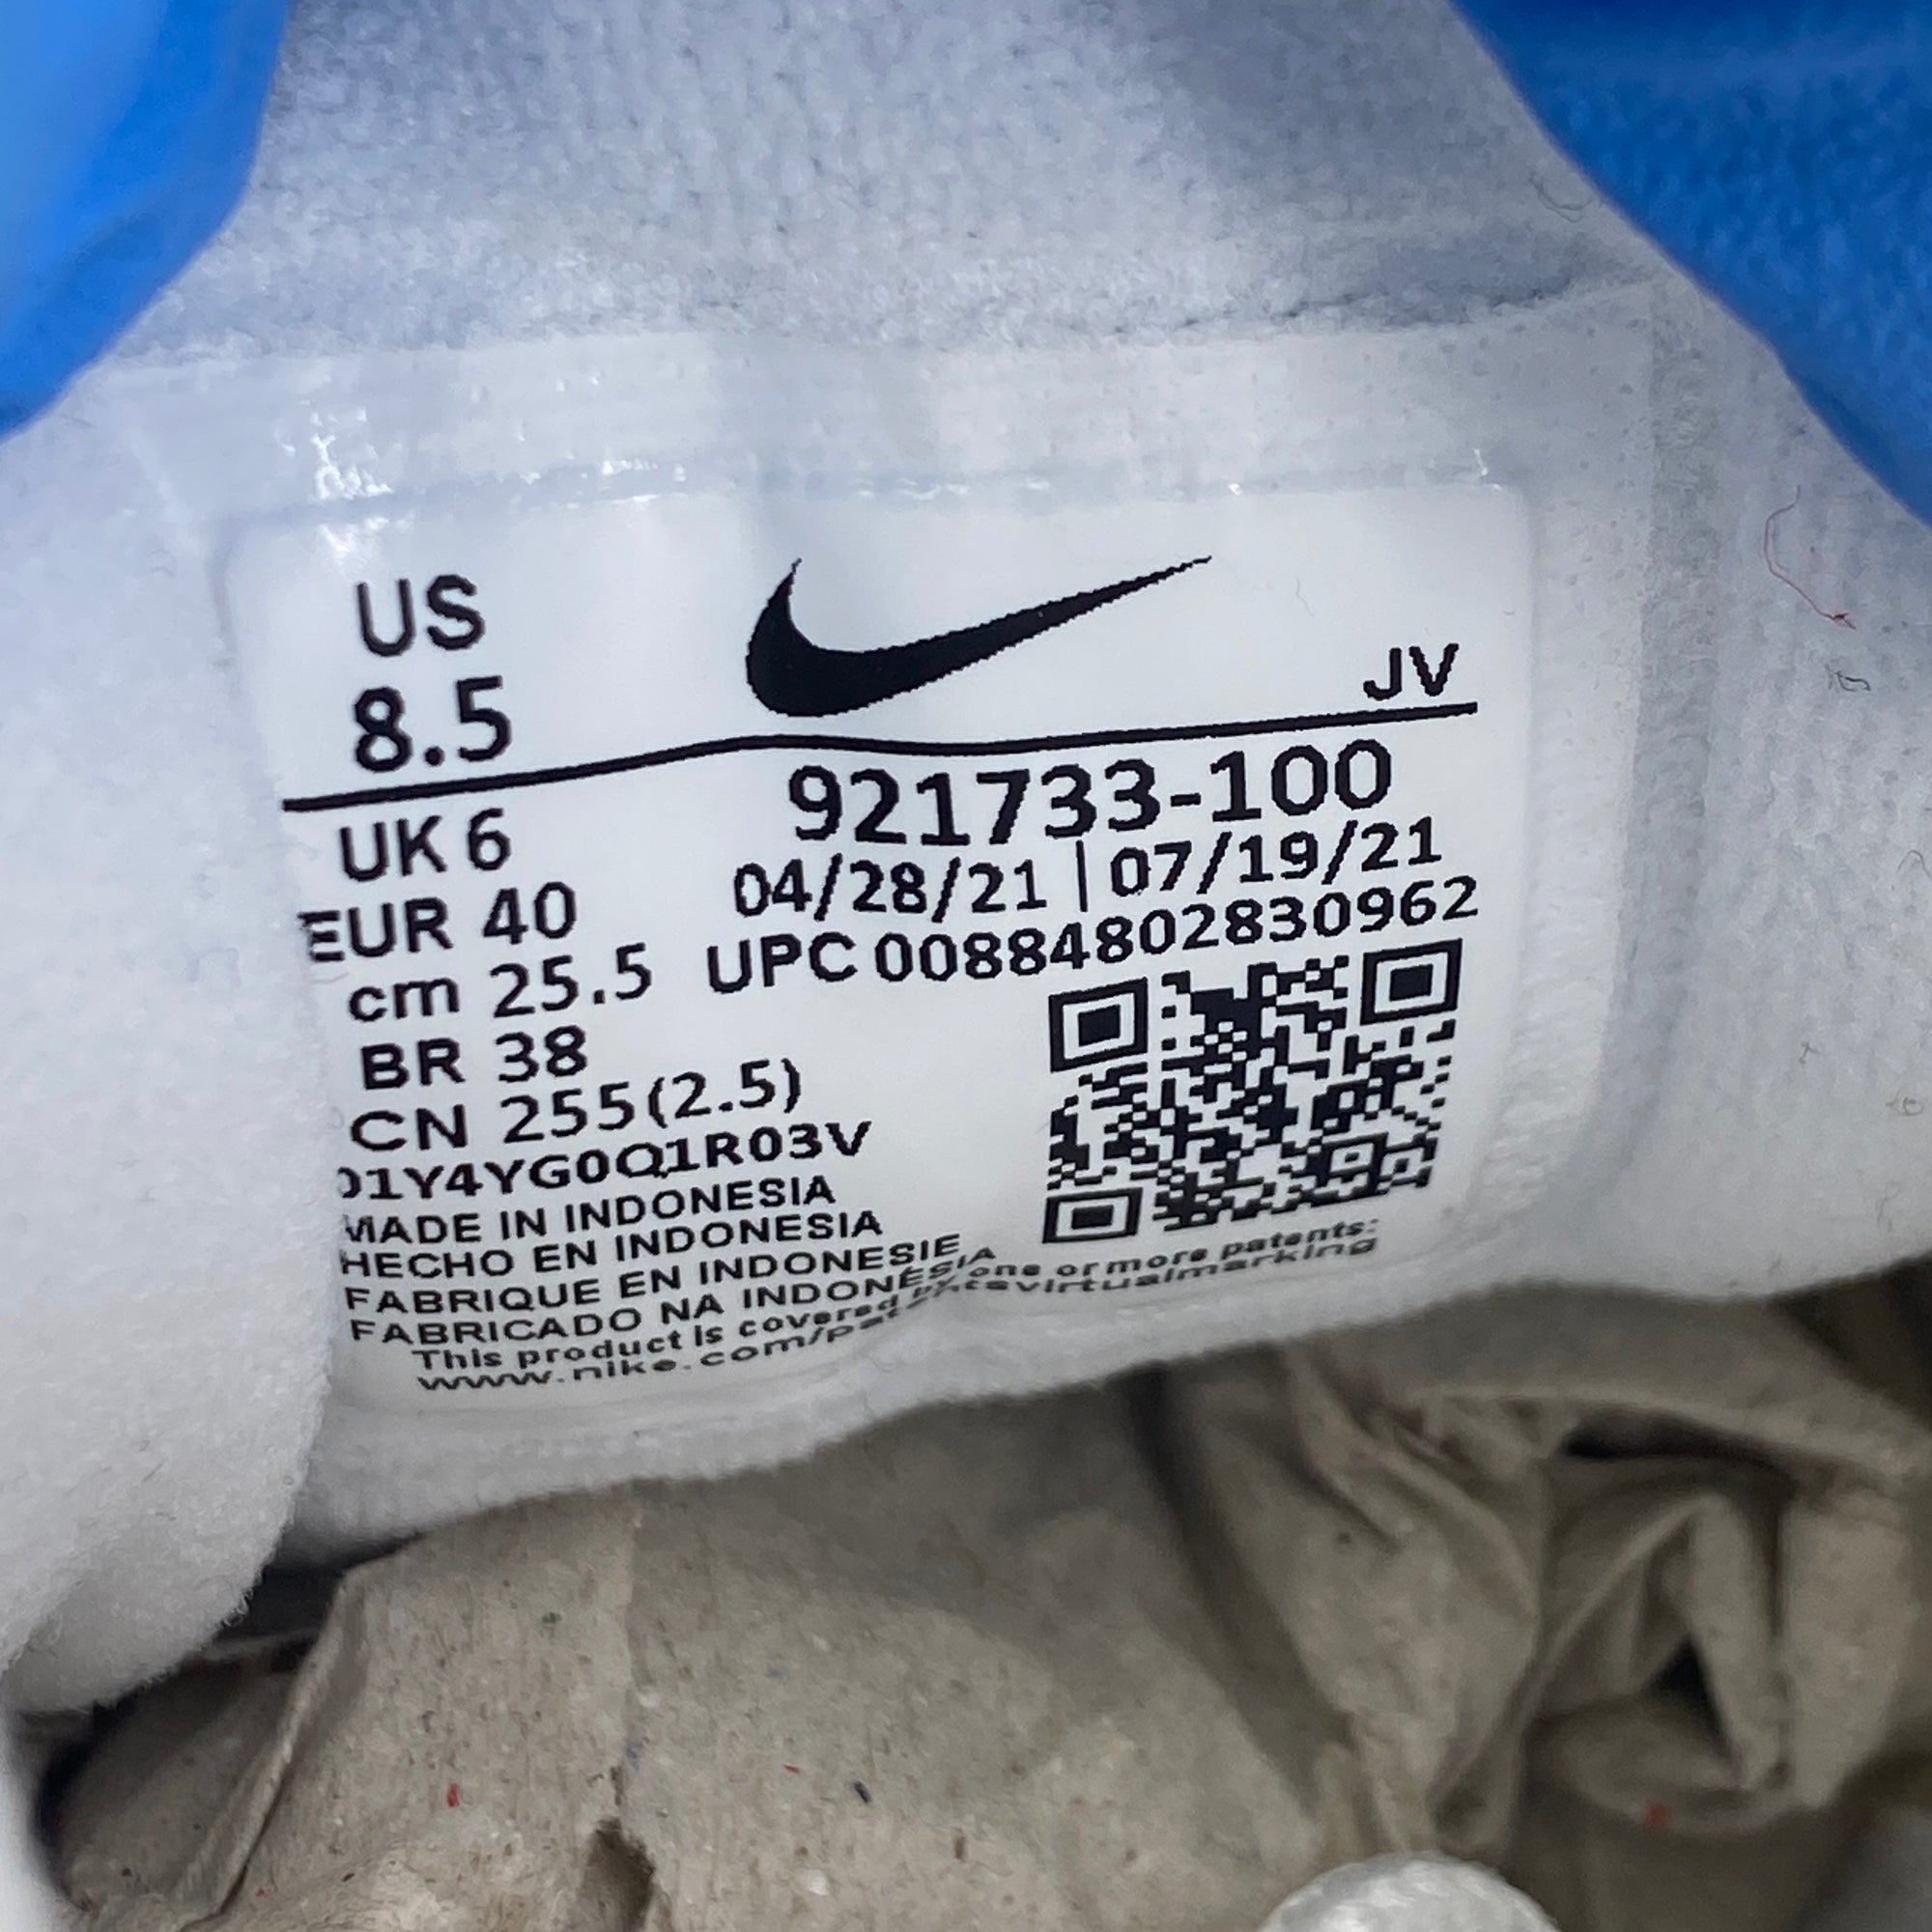 US
8.5
JV
UK 6
EUR 40
cm 25.5
BR 38
CN 255(2.5)
921733-100
04/28/21 | 07/19/21
UPC 00884802830962
01Y4YG0Q1R03V
MADE IN INDONESIA
HECHO EN INDONESIA
FABRIQUE EN INDONESIE
FABRICADO NA INDONÉSIA
This product is covered by one or more patents:
www.nike.com/patentsvirtualmarking